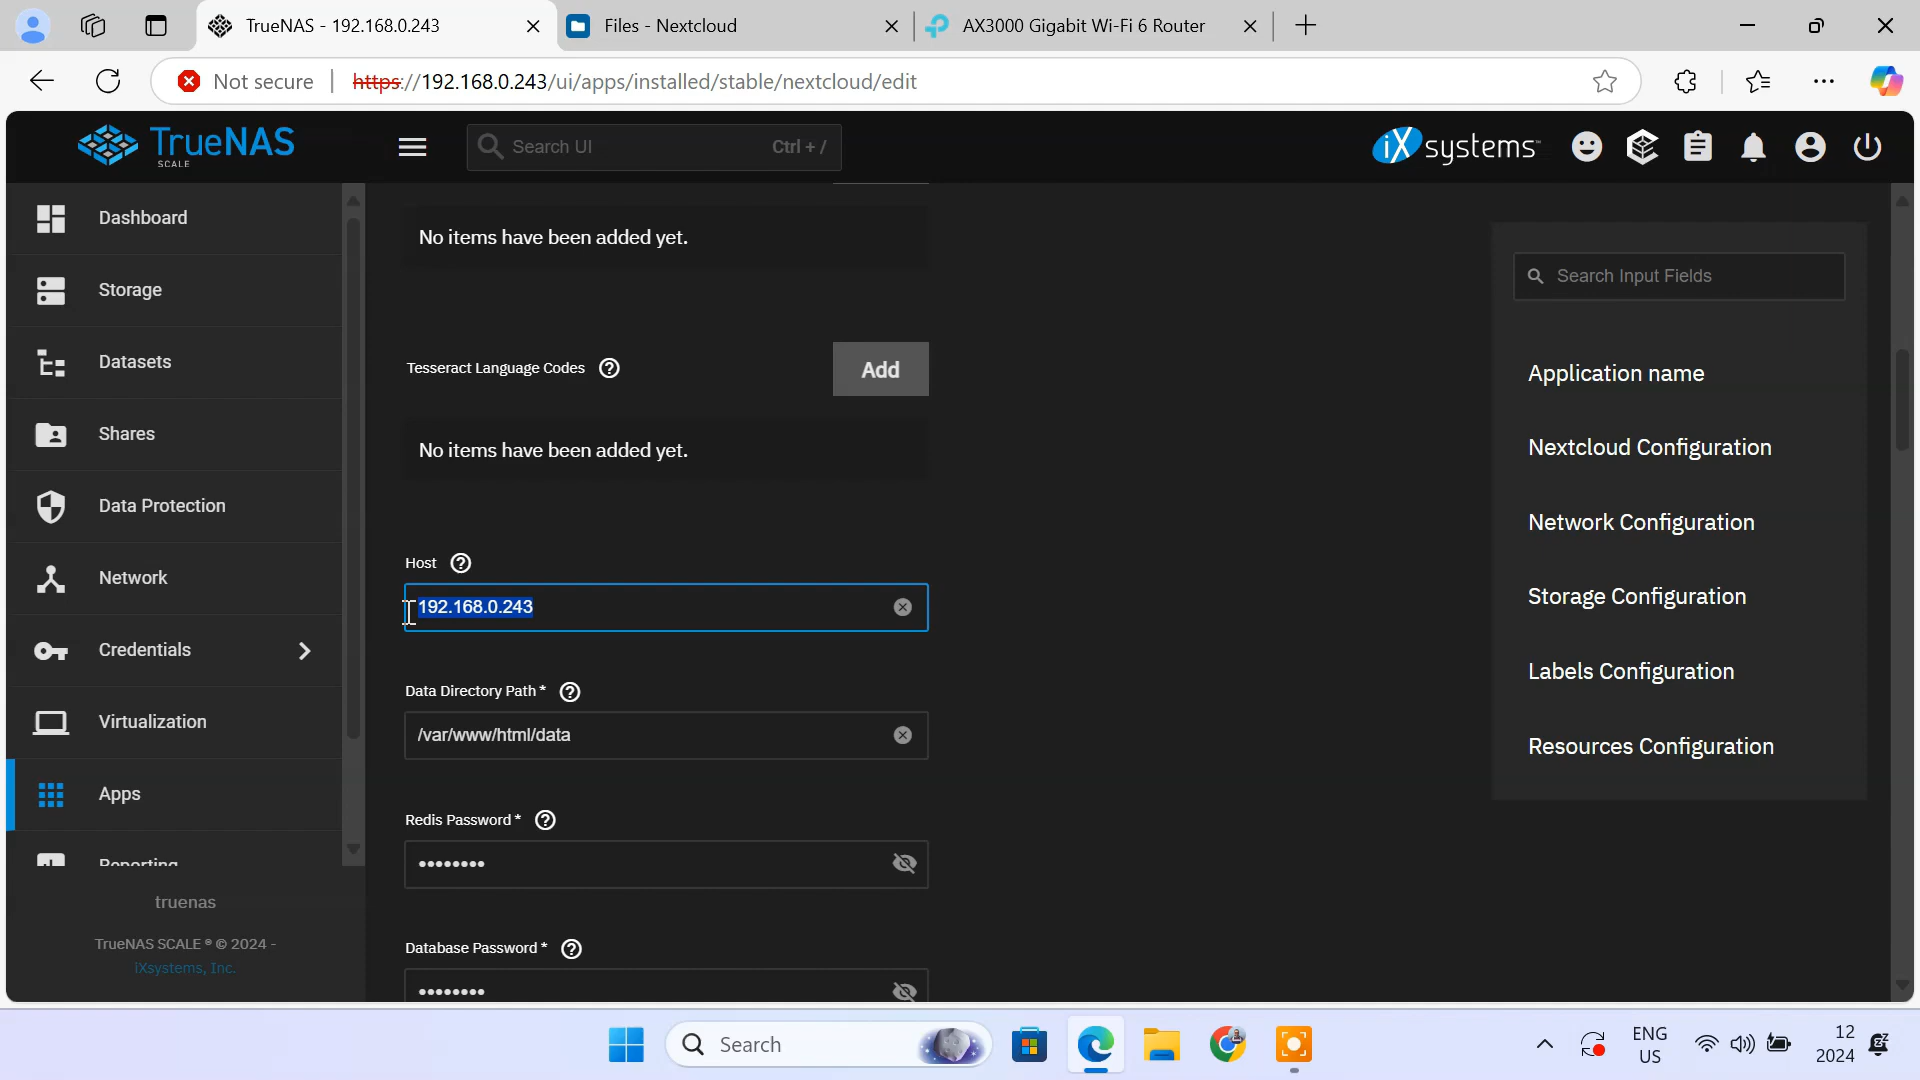 TrueNAS - 192.168.0.243
Files - Nextcloud
AX3000 Gigabit Wi-Fi 6 Router
Not secure
https://192.168.0.243/ui/apps/installed/stable/nextcloud/edit
TrueNAS
SCALE
Search UI
Ctrl + /
iXsystems
Dashboard
Storage
Datasets
Shares
Data Protection
Network
Credentials
Virtualization
Apps
Reporting
truenas
TrueNAS SCALE ® © 2024 -
iXsystems, Inc.
No items have been added yet.
Tesseract Language Codes
Add
No items have been added yet.
Host
192.168.0.243
Data Directory Path *
/var/www/html/data
Redis Password *
••••••••
Database Password *
••••••••
Search Input Fields
Application name
Nextcloud Configuration
Network Configuration
Storage Configuration
Labels Configuration
Resources Configuration
Search
ENG
US
12
2024